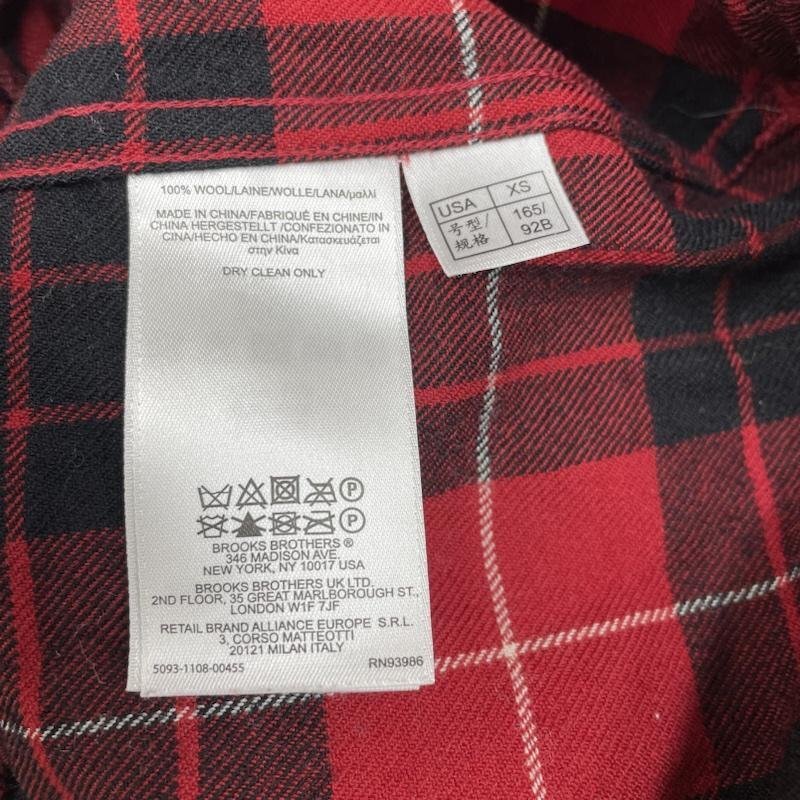 100% WOOL/LAINE/WOLLE/LANA/μαλλί
MADE IN CHINA/FABRIQUÉ EN CHINE/IN
CHINA HERGESTELLT /CONFEZIONATO IN
CINA/HECHO EN CHINA/Κατασκευάζεται
στην Κίνα
DRY CLEAN ONLY
P
P
BROOKS BROTHERS ®
346 MADISON AVE.
NEW YORK, NY 10017 USA
BROOKS BROTHERS UK LTD.
2ND FLOOR, 35 GREAT MARLBOROUGH ST.,
LONDON W1F 7JF
RETAIL BRAND ALLIANCE EUROPE S.R.L.
3, CORSO MATTEOTTI
20121 MILAN ITALY
5093-1108-00455 RN93986
USA XS
号型/ 165/
规格 92B